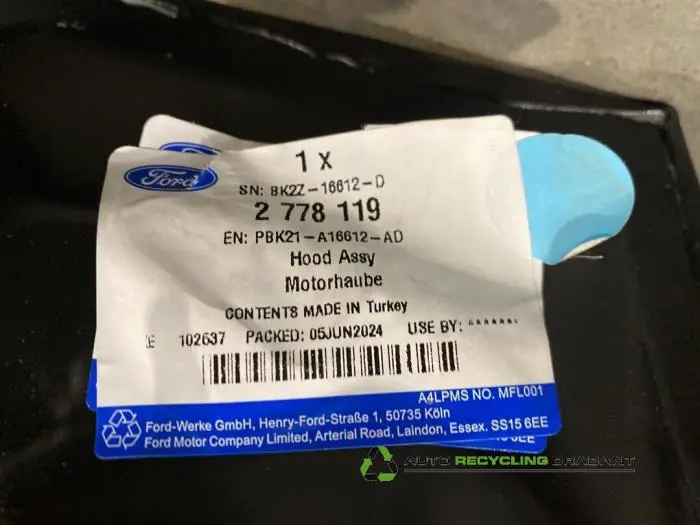 Ford
1 X
SN: BK2Z-16612-D
2 778 119
EN: PBK21-A16612-AD
Hood Assy
Motorhaube
CONTENTS MADE IN Turkey
102637 PACKED: 05JUN2024 USE BY: *******
A4LPMS NO. MFL001
Ford-Werke GmbH, Henry-Ford-Straße 1, 50735 Köln
Ford Motor Company Limited, Arterial Road, Laindon, Essex. SS15 6EE
AUTO RECYCLING BRABANT